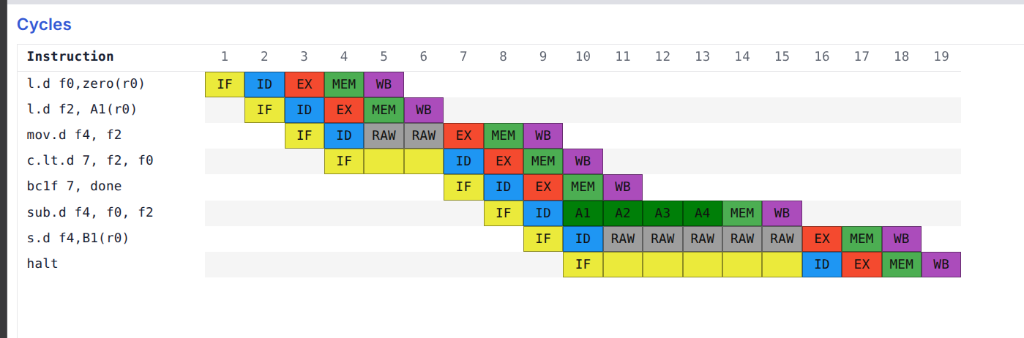 Cycles
Instruction 1 2 3 4 5 6 7 8 9 10 11 12 13 14 15 16 17 18 19
l.d f0,zero(r0) IF ID EX MEM WB
l.d f2, A1(r0) IF ID EX MEM WB
mov.d f4, f2 IF ID RAW RAW EX MEM WB
c.lt.d 7, f2, f0 IF ID EX MEM WB
bc1f 7, done IF ID EX MEM WB
sub.d f4, f0, f2 IF ID A1 A2 A3 A4 MEM WB
s.d f4,B1(r0) IF ID RAW RAW RAW RAW RAW EX MEM WB
halt IF ID EX MEM WB